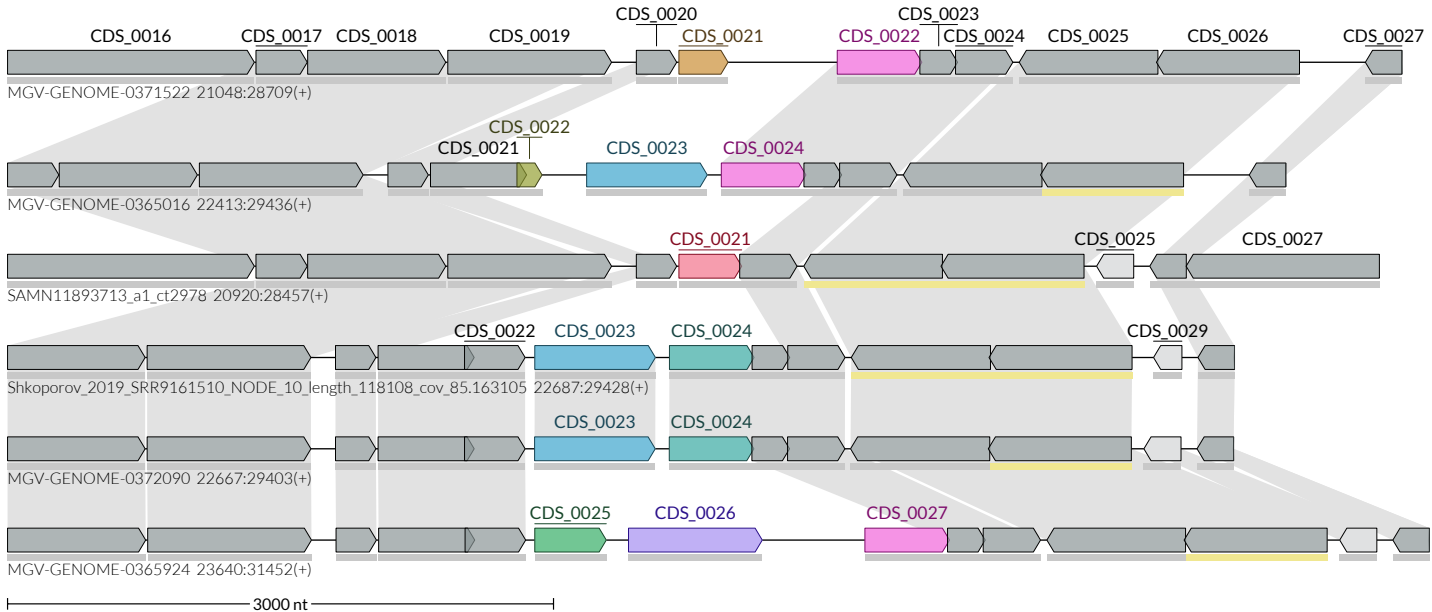 CDS_0020 CDS_0023
CDS_0016 CDS_0017 CDS_0018 CDS_0019 CDS_0021 CDS_0022 CDS_0024 CDS_0025 CDS_0026 CDS_0027
MGV-GENOME-0371522 21048:28709(+)
CDS_0022
CDS_0021 CDS_0023 CDS_0024
MGV-GENOME-0365016 22413:29436(+)
CDS_0021 CDS_0025 CDS_0027
SAMN11893713_a1_ct2978 20920:28457(+)
CDS_0022 CDS_0023 CDS_0024 CDS_0029
Shkoporov_2019_SRR9161510_NODE_10_length_118108_cov_85.163105 22687:29428(+)
CDS_0023 CDS_0024
MGV-GENOME-0372090 22667:29403(+)
CDS_0025 CDS_0026 CDS_0027
MGV-GENOME-0365924 23640:31452(+)
3000 nt